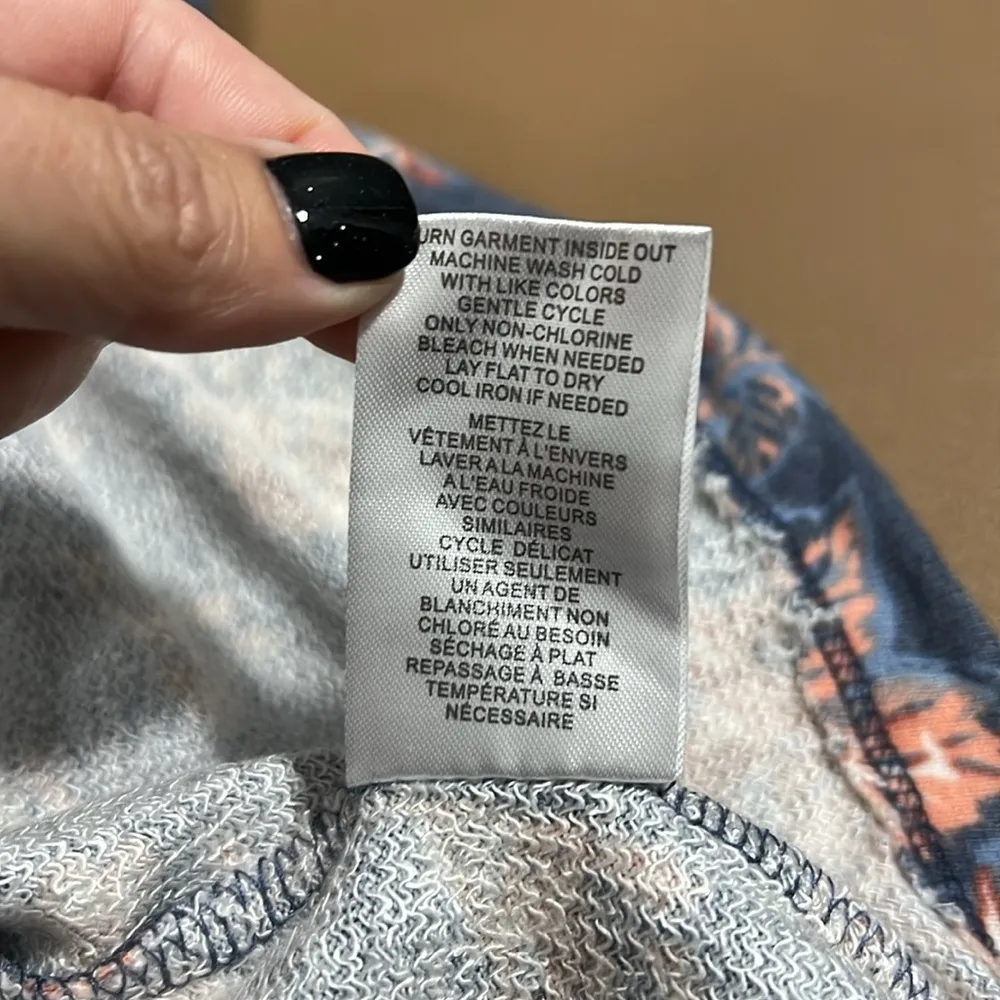 URN GARMENT INSIDE OUT
MACHINE WASH COLD
WITH LIKE COLORS
GENTLE CYCLE
ONLY NON-CHLORINE
BLEACH WHEN NEEDED
LAY FLAT TO DRY
COOL IRON IF NEEDED
METTEZ LE
VÊTEMENT À L'ENVERS
LAVER A LA MACHINE
A L'EAU FROIDE
AVEC COULEURS
SIMILAIRES
CYCLE DÉLICAT
UTILISER SEULEMENT
UN AGENT DE
BLANCHIMENT NON
CHLORÉ AU BESOIN
SÉCHAGE À PLAT
REPASSAGE À BASSE
TEMPÉRATURE SI
NÉCESSAIRE